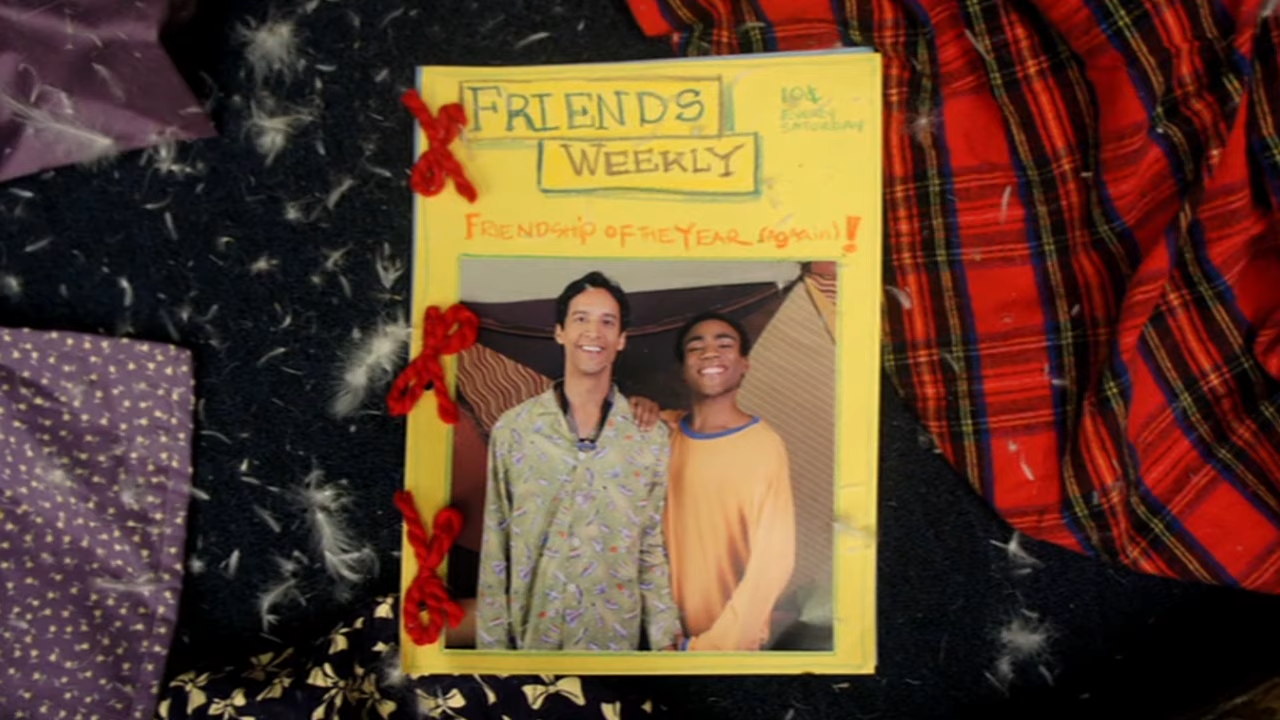 FRIENDS
WEEKLY
10¢
EVERY
SATURDAY
FRIENDSHIP OF THE YEAR (again)!